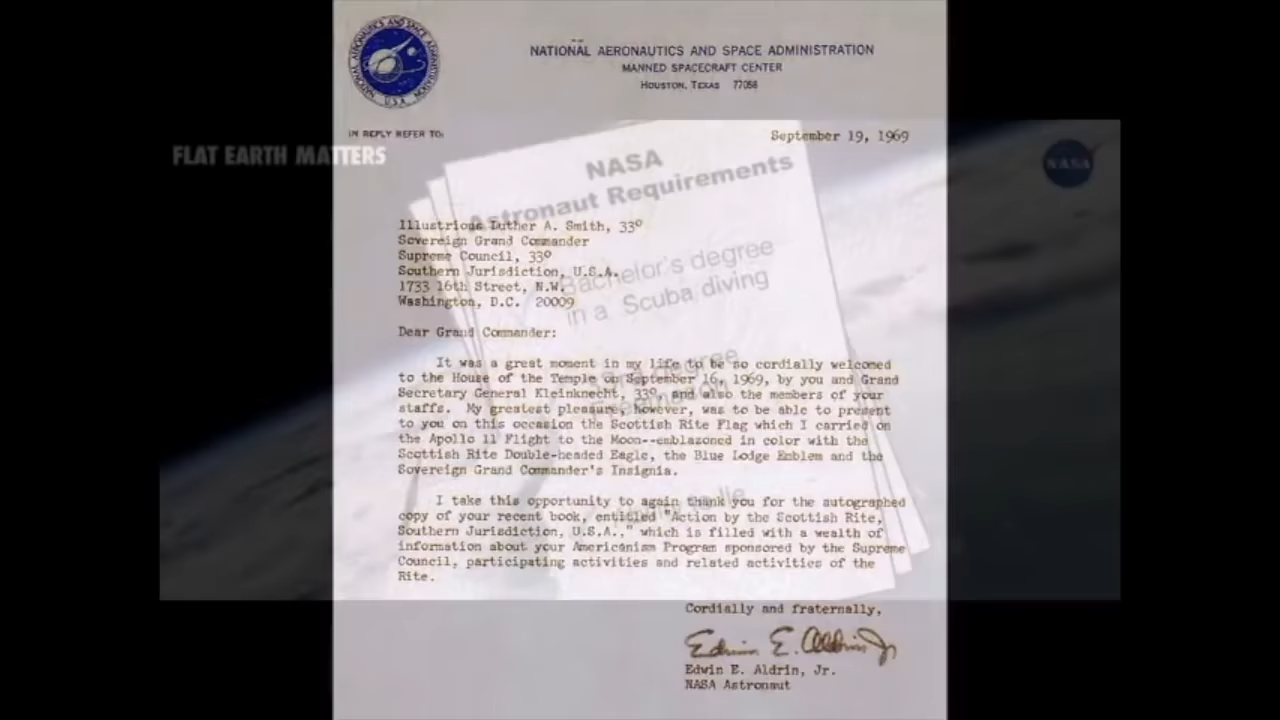 NATIONAL AERONAUTICS AND SPACE ADMINISTRATION
MANNED SPACECRAFT CENTER
HOUSTON, TEXAS 77058
IN REPLY REFER TO:
September 19, 1969
FLAT EARTH MATTERS
NASA
NASA
Astronaut Requirements
Bachelor's degree
in a Scuba diving
Illustrious Luther A. Smith, 33°
Sovereign Grand Commander
Supreme Council, 33°
Southern Jurisdiction, U.S.A.
1733 16th Street, N.W.
Washington, D.C. 20009
Dear Grand Commander:
It was a great moment in my life to be so cordially welcomed
to the House of the Temple on September 16, 1969, by you and Grand
Secretary General Kleinknecht, 33°, and also the members of your
staffs. My greatest pleasure, however, was to be able to present
to you on this occasion the Scottish Rite Flag which I carried on
the Apollo 11 Flight to the Moon--emblazoned in color with the
Scottish Rite Double-headed Eagle, the Blue Lodge Emblem and the
Sovereign Grand Commander's Insignia.
I take this opportunity to again thank you for the autographed
copy of your recent book, entitled "Action by the Scottish Rite,
Southern Jurisdiction, U.S.A.," which is filled with a wealth of
information about your Americanism Program sponsored by the Supreme
Council, participating activities and related activities of the
Rite.
Cordially and fraternally,
Edwin E. Aldrin Jr
Edwin E. Aldrin, Jr.
NASA Astronaut